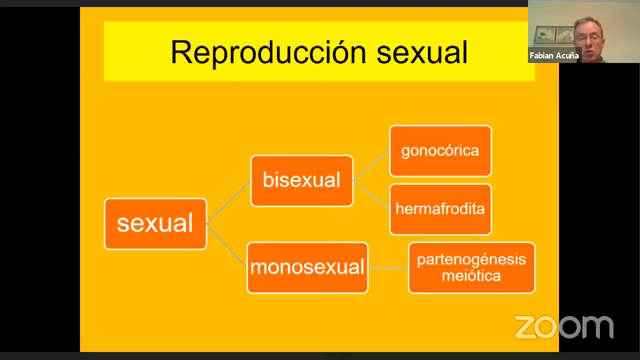 Reproducción sexual
Fabian Acuña
gonocórica
bisexual
hermafrodita
sexual
monosexual
partenogénesis
meiótica
zoom